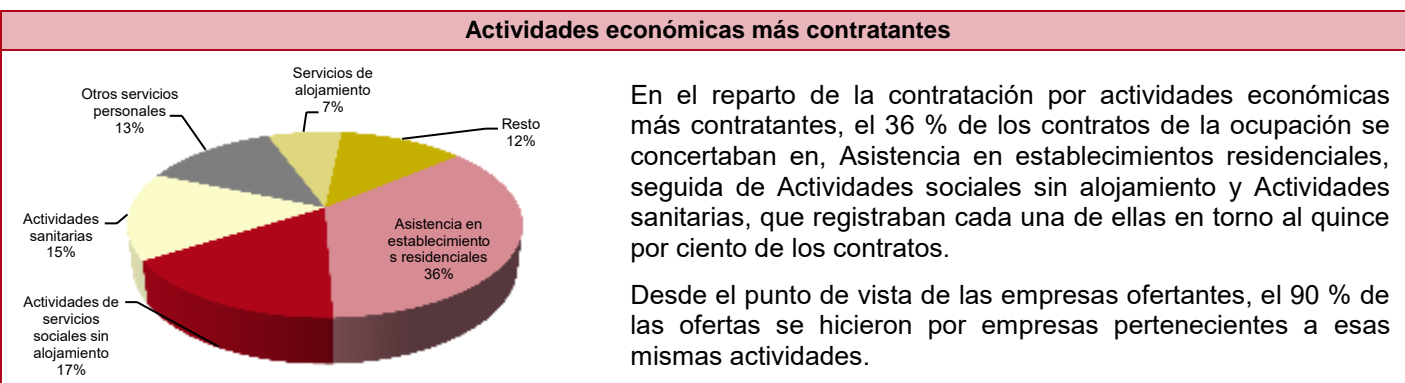 Actividades económicas más contratantes
Servicios de
alojamiento
7%
Otros servicios
personales
13%
Resto
12%
Actividades
sanitarias
15%
Asistencia en
establecimiento
s residenciales
36%
Actividades de
servicios
sociales sin
alojamiento
17%
En el reparto de la contratación por actividades económicas
más contratantes, el 36 % de los contratos de la ocupación se
concertaban en, Asistencia en establecimientos residenciales,
seguida de Actividades sociales sin alojamiento y Actividades
sanitarias, que registraban cada una de ellas en torno al quince
por ciento de los contratos.
Desde el punto de vista de las empresas ofertantes, el 90 % de
las ofertas se hicieron por empresas pertenecientes a esas
mismas actividades.